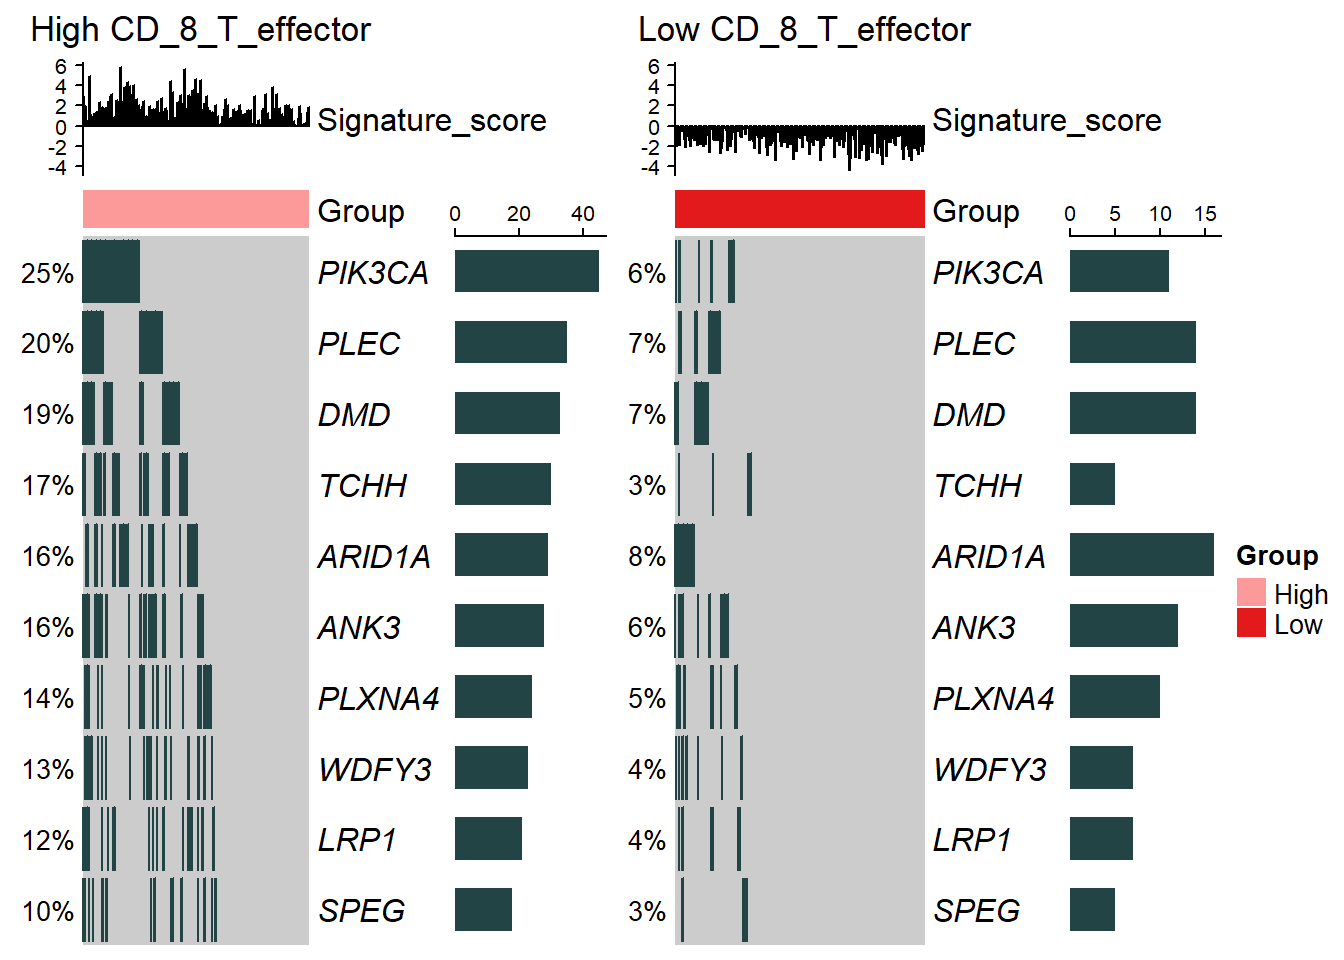 High CD_8_T_effector
Low CD_8_T_effector
6
4
2
0
-2
-4
Signature_score
6
4
2
0
-2
-4
Signature_score
Group
0 20 40
Group
0 5 10 15
25% PIK3CA
6% PIK3CA
20% PLEC
7% PLEC
19% DMD
7% DMD
17% TCHH
3% TCHH
16% ARID1A
8% ARID1A
16% ANK3
6% ANK3
14% PLXNA4
5% PLXNA4
13% WDFY3
4% WDFY3
12% LRP1
4% LRP1
10% SPEG
3% SPEG
Group
High
Low